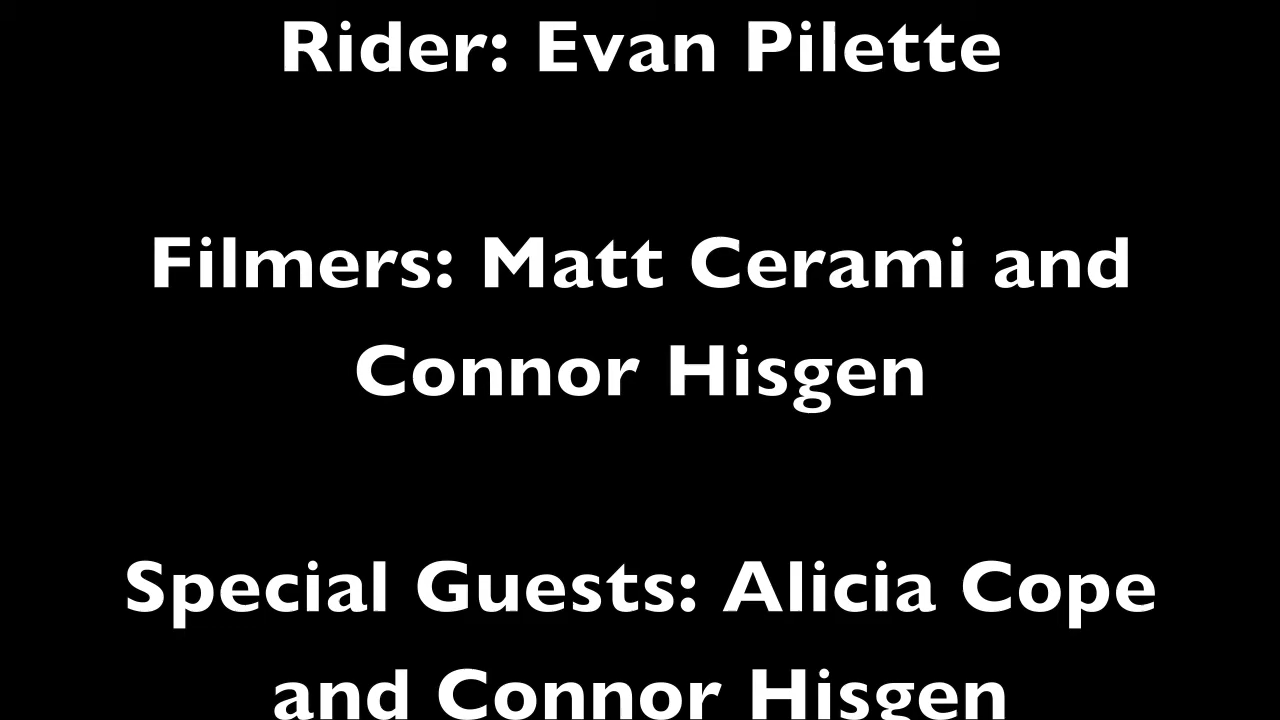 Rider: Evan Pilette
Filmers: Matt Cerami and
Connor Hisgen
Special Guests: Alicia Cope
and Connor Hisgen